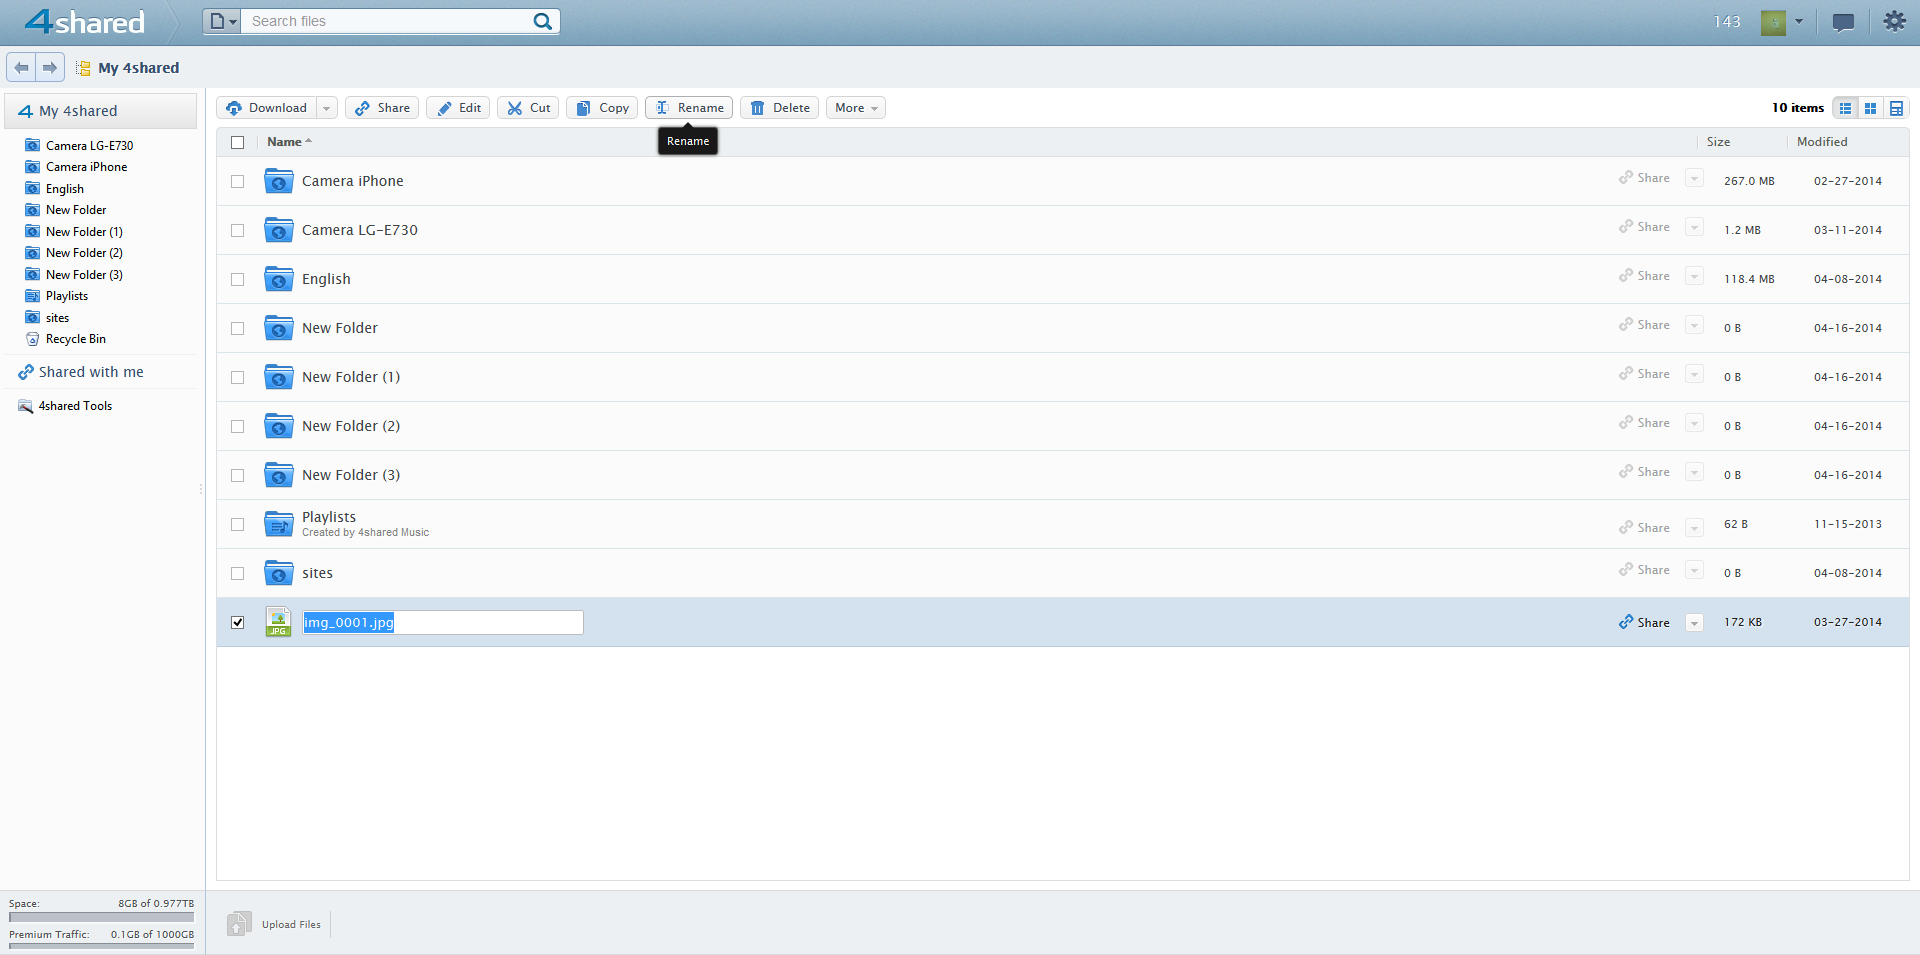 4shared
Search files
143
My 4shared
My 4shared
Camera LG-E730
Camera iPhone
English
New Folder
New Folder (1)
New Folder (2)
New Folder (3)
Playlists
sites
Recycle Bin
Shared with me
4shared Tools
Download Share Edit Cut Copy Rename Delete More 10 items
Rename
Name Size Modified
Camera iPhone Share 267.0 MB 02-27-2014
Camera LG-E730 Share 1.2 MB 03-11-2014
English Share 118.4 MB 04-08-2014
New Folder Share 0 B 04-16-2014
New Folder (1) Share 0 B 04-16-2014
New Folder (2) Share 0 B 04-16-2014
New Folder (3) Share 0 B 04-16-2014
Playlists Share 62 B 11-15-2013
Created by 4shared Music
sites Share 0 B 04-08-2014
JPG img_0001.jpg Share 172 KB 03-27-2014
Space: 8GB of 0.977TB
Premium Traffic: 0.1GB of 1000GB
Upload Files